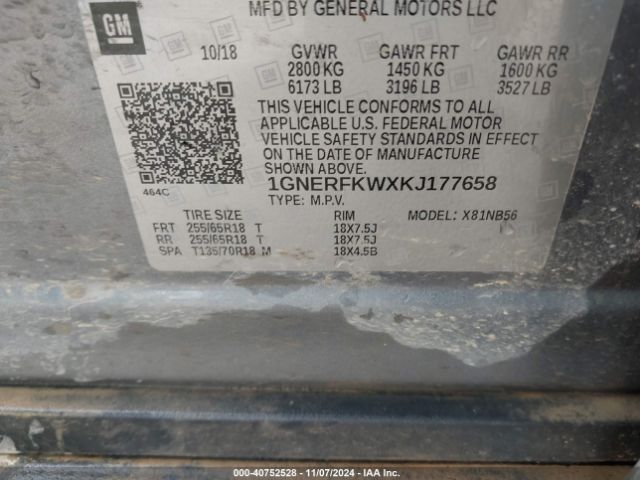 MFD BY GENERAL MOTORS LLC
GM
10/18 GVWR GAWR FRT GAWR RR
2800 KG 1450 KG 1600 KG
6173 LB 3196 LB 3527 LB
THIS VEHICLE CONFORMS TO ALL
APPLICABLE U.S. FEDERAL MOTOR
VEHICLE SAFETY STANDARDS IN EFFECT
ON THE DATE OF MANUFACTURE
SHOWN ABOVE.
1GNERFKWXKJ177658
464C
TYPE: M.P.V. MODEL: X81NB56
TIRE SIZE RIM
FRT 255/65R18 T 18X7.5J
RR 255/65R18 T 18X7.5J
SPA T135/70R18 M 18X4.5B
000-40752528 - 11/07/2024 - IAA Inc.